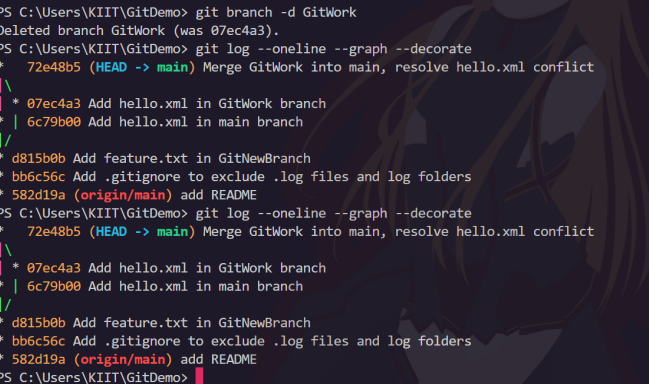 PS C:\Users\KIIT\GitDemo> git branch -d GitWork
Deleted branch GitWork (was 07ec4a3).
PS C:\Users\KIIT\GitDemo> git log --oneline --graph --decorate
*   72e48b5 (HEAD -> main) Merge GitWork into main, resolve hello.xml conflict
|\
| * 07ec4a3 Add hello.xml in GitWork branch
* | 6c79b00 Add hello.xml in main branch
|/
* d815b0b Add feature.txt in GitNewBranch
* bb6c56c Add .gitignore to exclude .log files and log folders
* 582d19a (origin/main) add README
PS C:\Users\KIIT\GitDemo> git log --oneline --graph --decorate
*   72e48b5 (HEAD -> main) Merge GitWork into main, resolve hello.xml conflict
|\
| * 07ec4a3 Add hello.xml in GitWork branch
* | 6c79b00 Add hello.xml in main branch
|/
* d815b0b Add feature.txt in GitNewBranch
* bb6c56c Add .gitignore to exclude .log files and log folders
* 582d19a (origin/main) add README
PS C:\Users\KIIT\GitDemo>